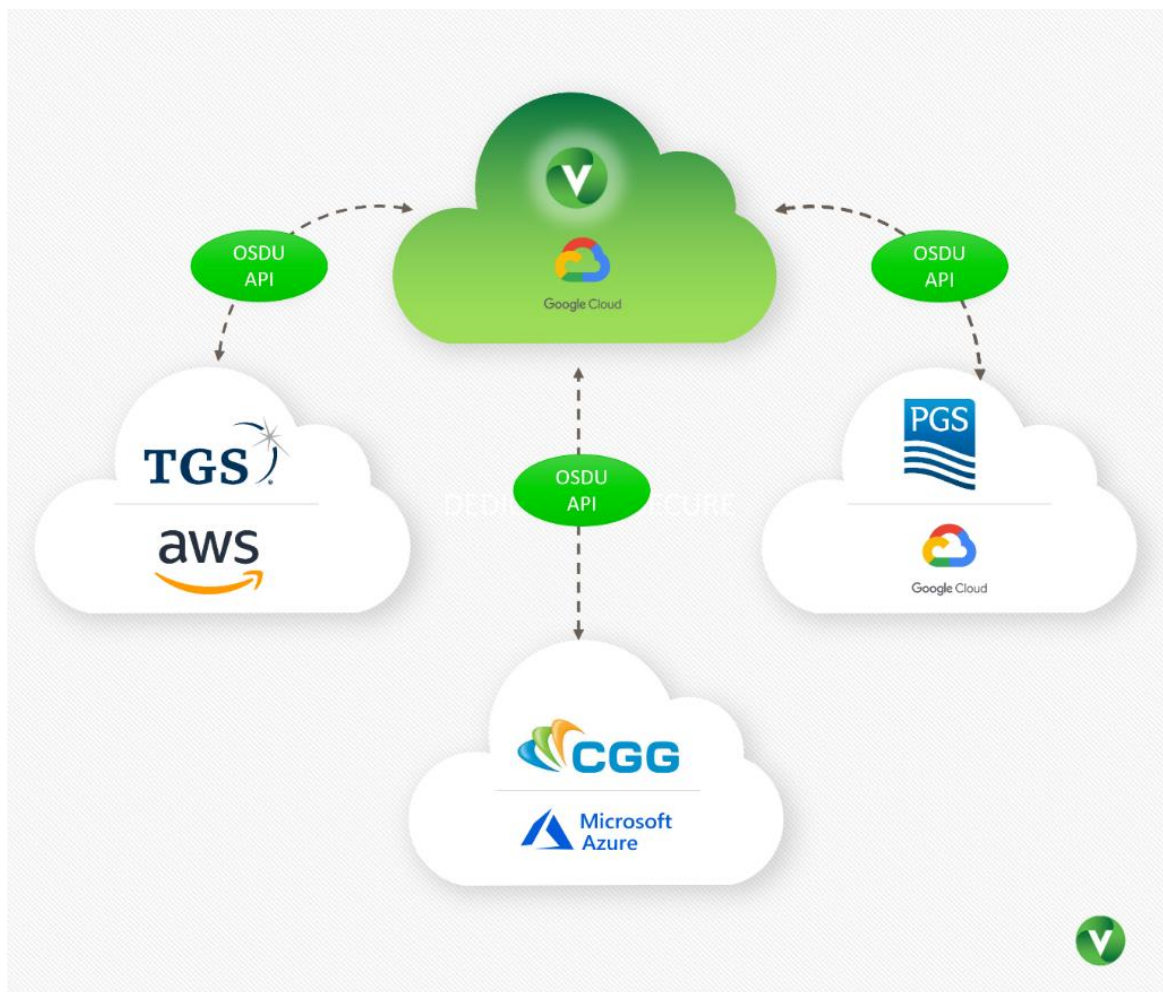 V
Google Cloud
OSDU
API
OSDU
API
TGS
aws
PGS
Google Cloud
OSDU
API
CGG
Microsoft
Azure
V